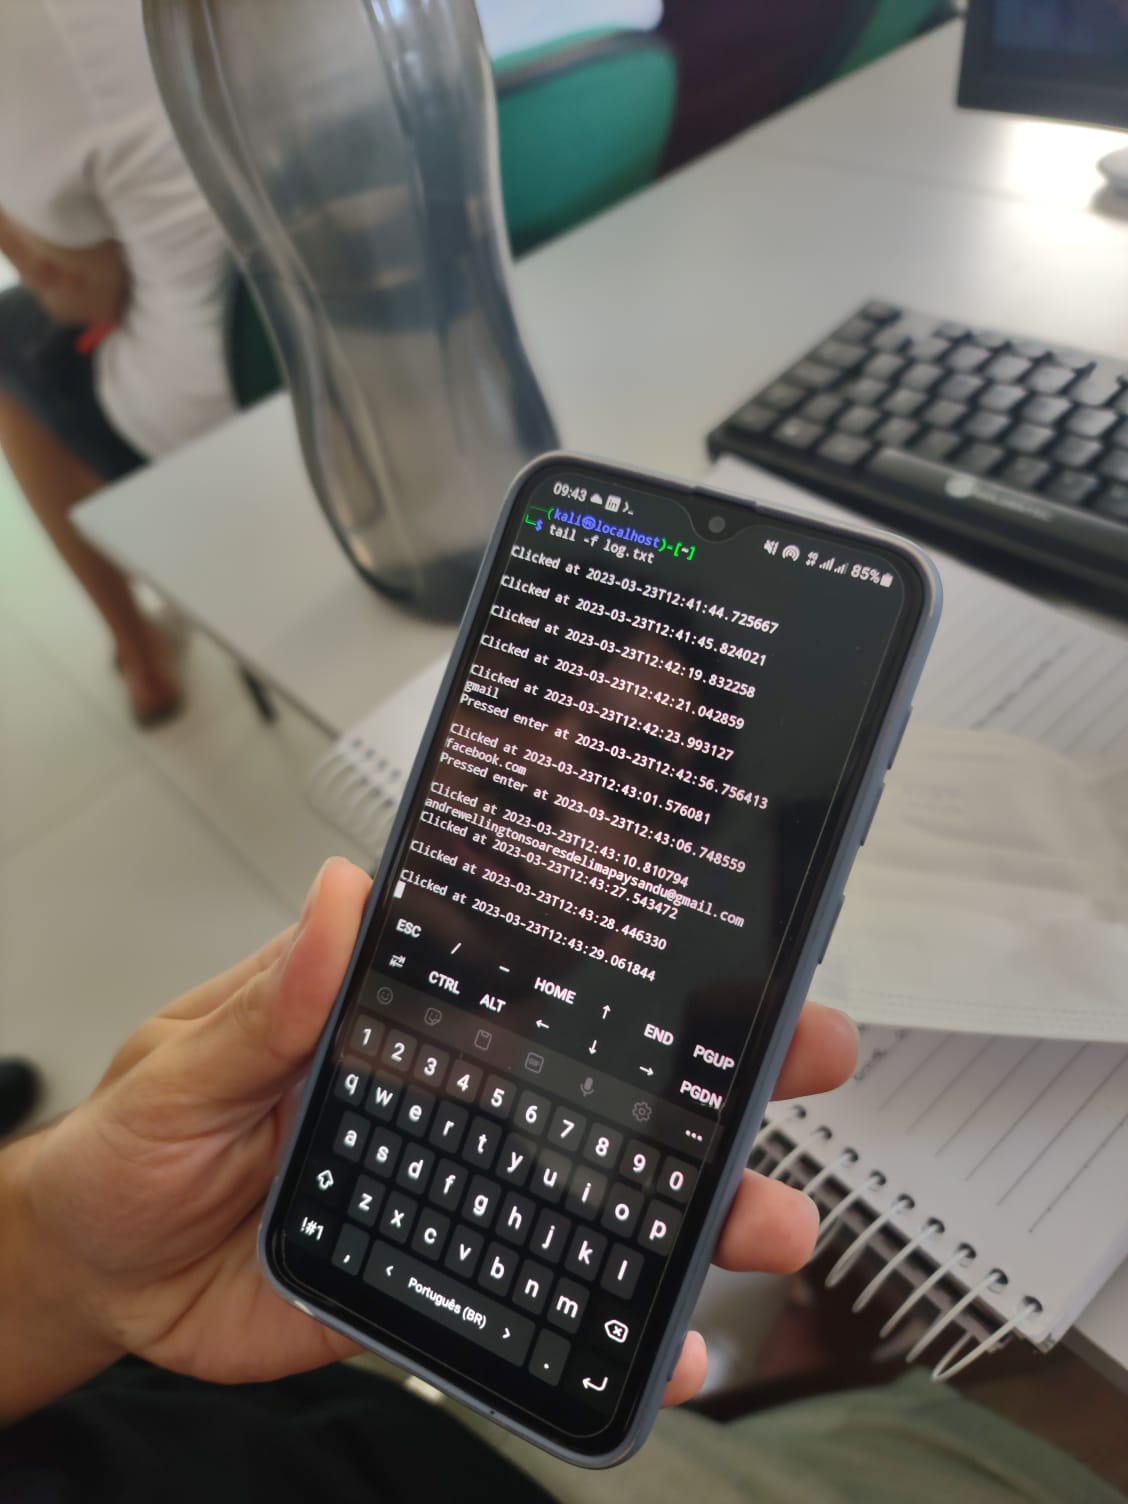 09:43
85%
(kali㉿localhost)-[~]
$ tail -f log.txt
Clicked at 2023-03-23T12:41:44.725667
Clicked at 2023-03-23T12:41:45.824021
Clicked at 2023-03-23T12:42:19.832258
Clicked at 2023-03-23T12:42:21.042859
Clicked at 2023-03-23T12:42:23.993127
gmail
Pressed enter at 2023-03-23T12:42:56.756413
Clicked at 2023-03-23T12:43:01.576081
facebook.com
Pressed enter at 2023-03-23T12:43:06.748559
Clicked at 2023-03-23T12:43:10.810794
andrewellingtonsoaresdelimapaysandu@gmail.com
Clicked at 2023-03-23T12:43:27.543472
Clicked at 2023-03-23T12:43:28.446330
Clicked at 2023-03-23T12:43:29.061844
ESC / — HOME ↑ END PGUP
CTRL ALT ← ↓ → PGDN
1 2 3 4 5 6 7 8 9 0
q w e r t y u i o p
a s d f g h j k l
z x c v b n m
!#1 , < Português (BR) > .